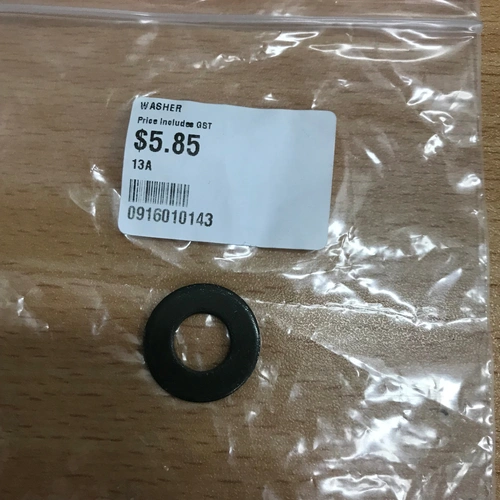 WASHER
Price Includes GST
$5.85
13A
0916010143